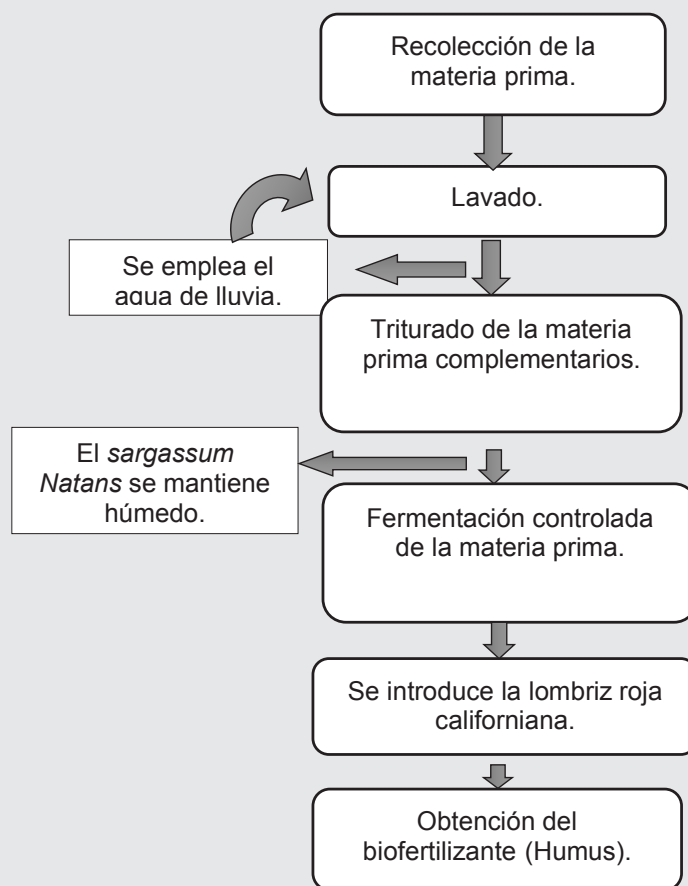 Recolección de la
materia prima.
Lavado.
Se emplea el
agua de lluvia.
Triturado de la materia
prima complementarios.
El sargassum
Natans se mantiene
húmedo.
Fermentación controlada
de la materia prima.
Se introduce la lombriz roja
californiana.
Obtención del
biofertilizante (Humus).